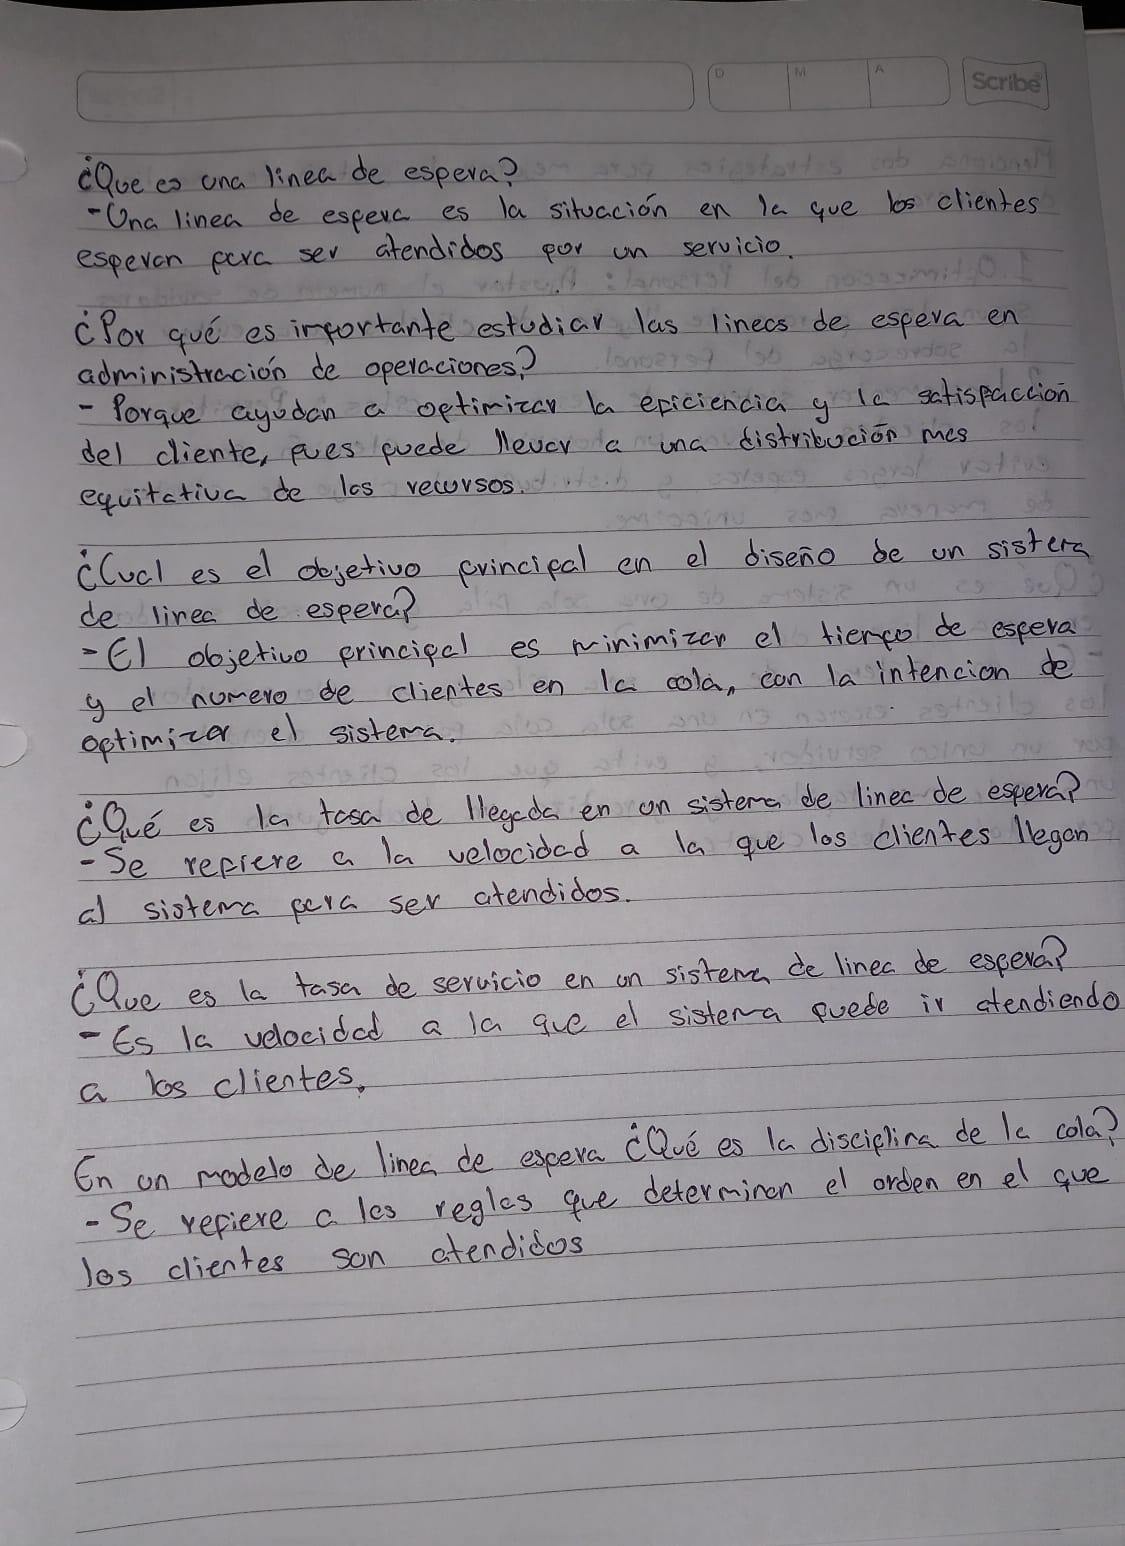 D M A Scribe
¿Que es una linea de espera?
-Una linea de espera es la situación en la que los clientes
esperan para ser atendidos por un servicio.
¿Por qué es importante estudiar las lineas de espera en
administración de operaciones?
- Porque ayudan a optimizar la eficiencia y la satisfacción
del cliente, pues puede llevar a una distribución mas
equitativa de los recursos.
¿Cual es el objetivo principal en el diseño de un sistema
de linea de espera?
- El objetivo principal es minimizar el tiempo de espera
y el numero de clientes en la cola, con la intencion de
optimizar el sistema.
¿Qué es la tasa de llegada en un sistema de linea de espera?
- Se refiere a la velocidad a la que los clientes llegan
al sistema para ser atendidos.
¿Que es la tasa de servicio en un sistema de linea de espera?
- Es la velocidad a la que el sistema puede ir atendiendo
a los clientes.
En un modelo de linea de espera ¿Qué es la disciplina de la cola?
- Se refiere a las reglas que determinan el orden en el que
los clientes son atendidos